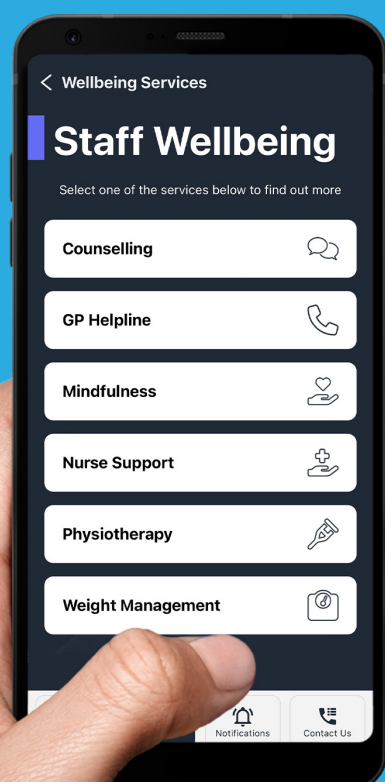 Wellbeing Services
Staff Wellbeing
Select one of the services below to find out more
Counselling
GP Helpline
Mindfulness
Nurse Support
Physiotherapy
Weight Management
Notifications
Contact Us